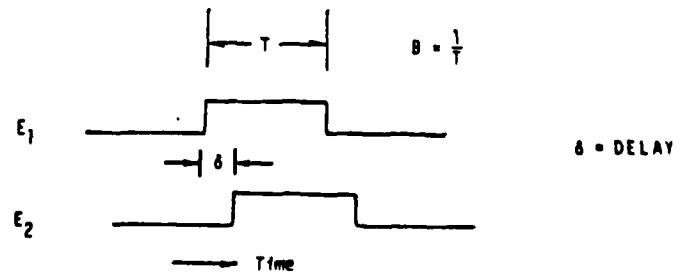 T
B = 1/T
E1
δ
δ = DELAY
E2
Time